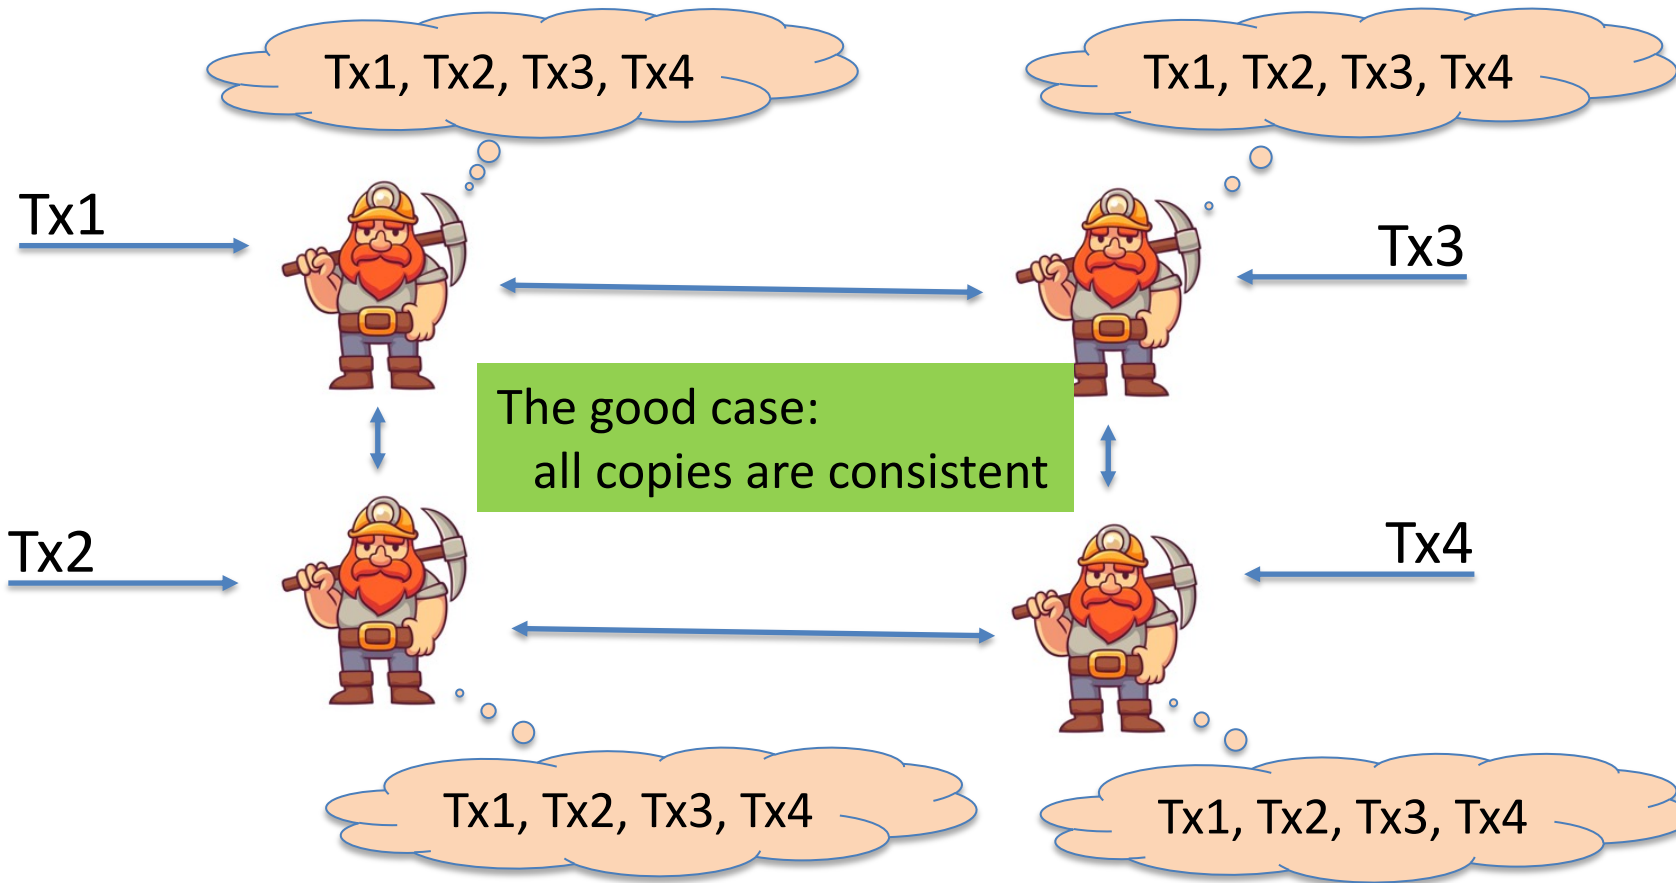 Tx1, Tx2, Tx3, Tx4
Tx1, Tx2, Tx3, Tx4
Tx1
Tx3
The good case:
all copies are consistent
Tx2
Tx4
Tx1, Tx2, Tx3, Tx4
Tx1, Tx2, Tx3, Tx4